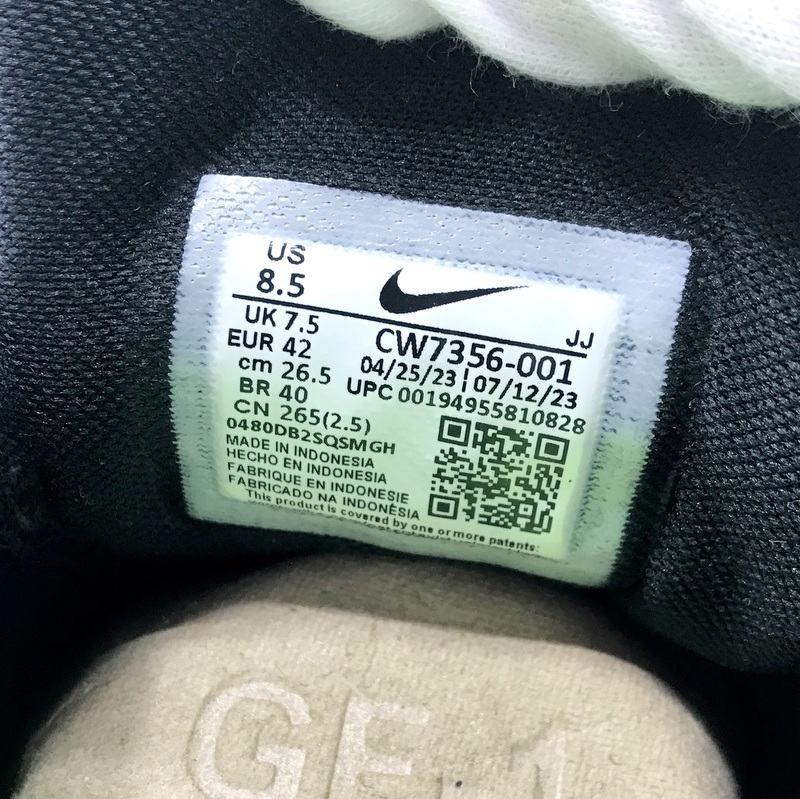 US
8.5
JJ
UK 7.5
CW7356-001
EUR 42
04/25/23 | 07/12/23
cm 26.5
UPC 00194955810828
BR 40
CN 265(2.5)
0480DB2SQSMGH
MADE IN INDONESIA
HECHO EN INDONESIA
FABRIQUE EN INDONESIE
FABRICADO NA INDONÉSIA
This product is covered by one or more patents: